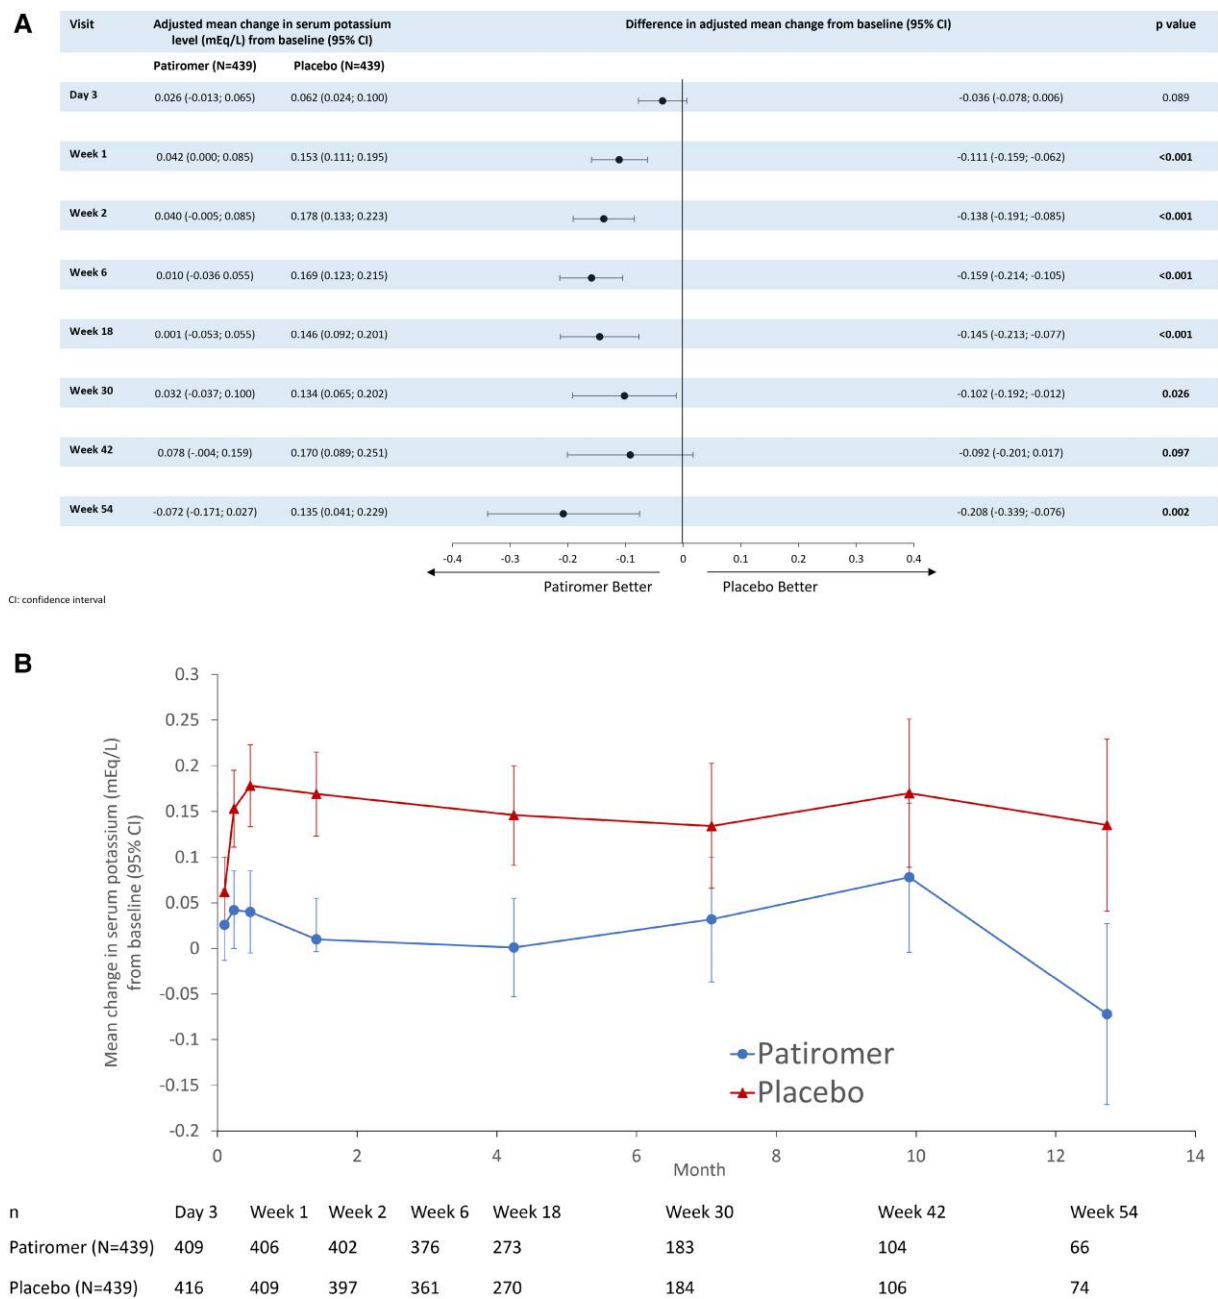 A
Visit Adjusted mean change in serum potassium level (mEq/L) from baseline (95% CI) Difference in adjusted mean change from baseline (95% CI) p value
Patiromer (N=439) Placebo (N=439)
Day 3 0.026 (-0.013; 0.065) 0.062 (0.024; 0.100) -0.036 (-0.078; 0.006) 0.089
Week 1 0.042 (0.000; 0.085) 0.153 (0.111; 0.195) -0.111 (-0.159; -0.062) <0.001
Week 2 0.040 (-0.005; 0.085) 0.178 (0.133; 0.223) -0.138 (-0.191; -0.085) <0.001
Week 6 0.010 (-0.036 0.055) 0.169 (0.123; 0.215) -0.159 (-0.214; -0.105) <0.001
Week 18 0.001 (-0.053; 0.055) 0.146 (0.092; 0.201) -0.145 (-0.213; -0.077) <0.001
Week 30 0.032 (-0.037; 0.100) 0.134 (0.065; 0.202) -0.102 (-0.192; -0.012) 0.026
Week 42 0.078 (-.004; 0.159) 0.170 (0.089; 0.251) -0.092 (-0.201; 0.017) 0.097
Week 54 -0.072 (-0.171; 0.027) 0.135 (0.041; 0.229) -0.208 (-0.339; -0.076) 0.002
-0.4 -0.3 -0.2 -0.1 0 0.1 0.2 0.3 0.4
Patiromer Better Placebo Better
CI: confidence interval
B
Mean change in serum potassium (mEq/L)
from baseline (95% CI)
0.3
0.25
0.2
0.15
0.1
0.05
0
-0.05
-0.1
-0.15
-0.2
Patiromer
Placebo
0 2 4 6 8 10 12 14
Month
n Day 3 Week 1 Week 2 Week 6 Week 18 Week 30 Week 42 Week 54
Patiromer (N=439) 409 406 402 376 273 183 104 66
Placebo (N=439) 416 409 397 361 270 184 106 74